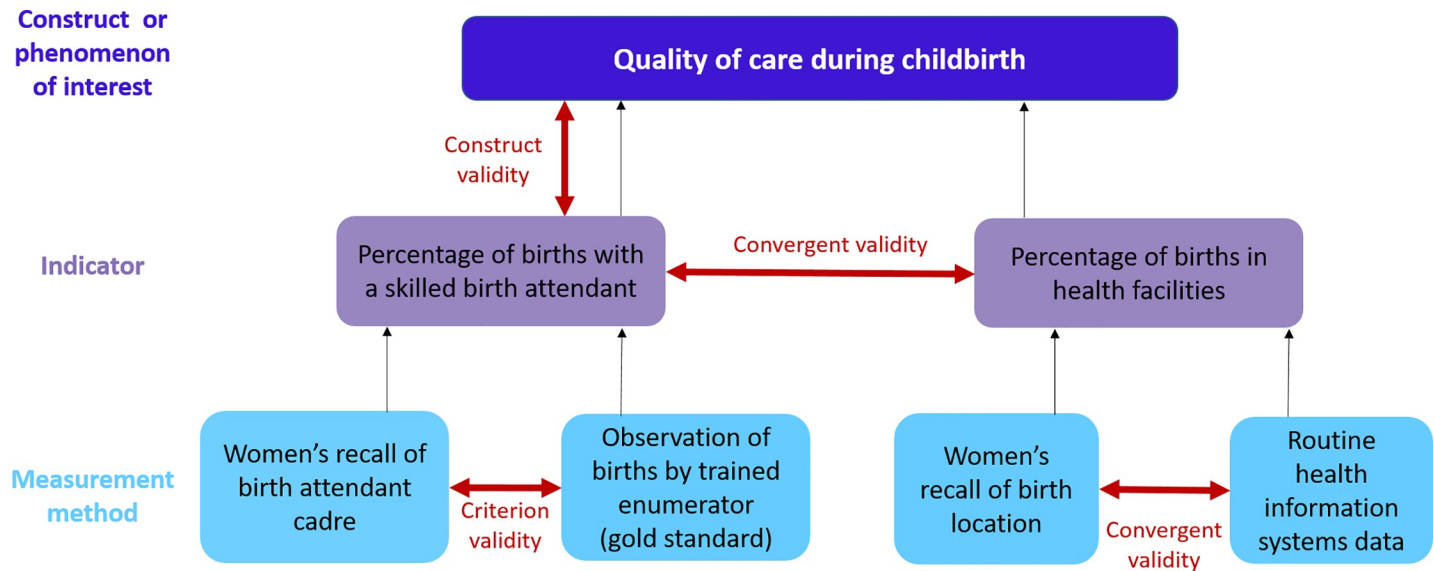 Construct or
phenomenon
of interest
Quality of care during childbirth
Construct
validity
Indicator
Percentage of births with
a skilled birth attendant
Convergent validity
Percentage of births in
health facilities
Measurement
method
Women’s recall of
birth attendant
cadre
Criterion
validity
Observation of
births by trained
enumerator
(gold standard)
Women’s
recall of birth
location
Convergent
validity
Routine
health
information
systems data